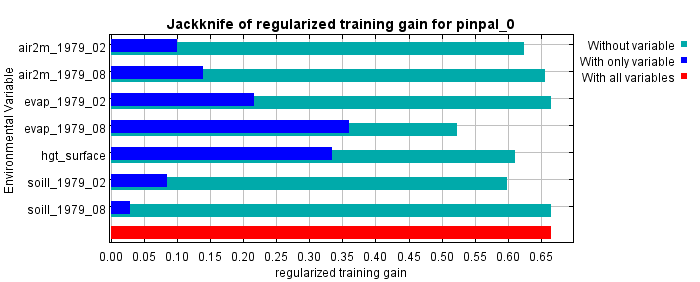 Jackknife of regularized training gain for pinpal_0
Environmental Variable
air2m_1979_02
air2m_1979_08
evap_1979_02
evap_1979_08
hgt_surface
soill_1979_02
soill_1979_08
0.00 0.05 0.10 0.15 0.20 0.25 0.30 0.35 0.40 0.45 0.50 0.55 0.60 0.65
regularized training gain
Without variable
With only variable
With all variables